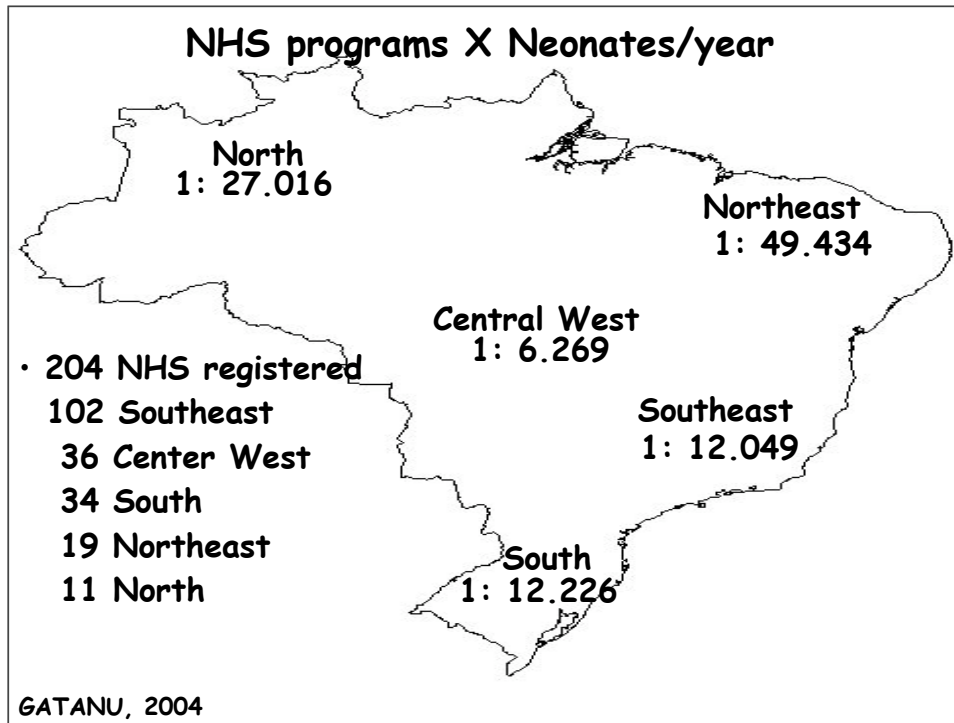 NHS programs X Neonates/year
North
1: 27.016
Northeast
1: 49.434
Central West
1: 6.269
Southeast
1: 12.049
South
1: 12.226
· 204 NHS registered
102 Southeast
36 Center West
34 South
19 Northeast
11 North
GATANU, 2004